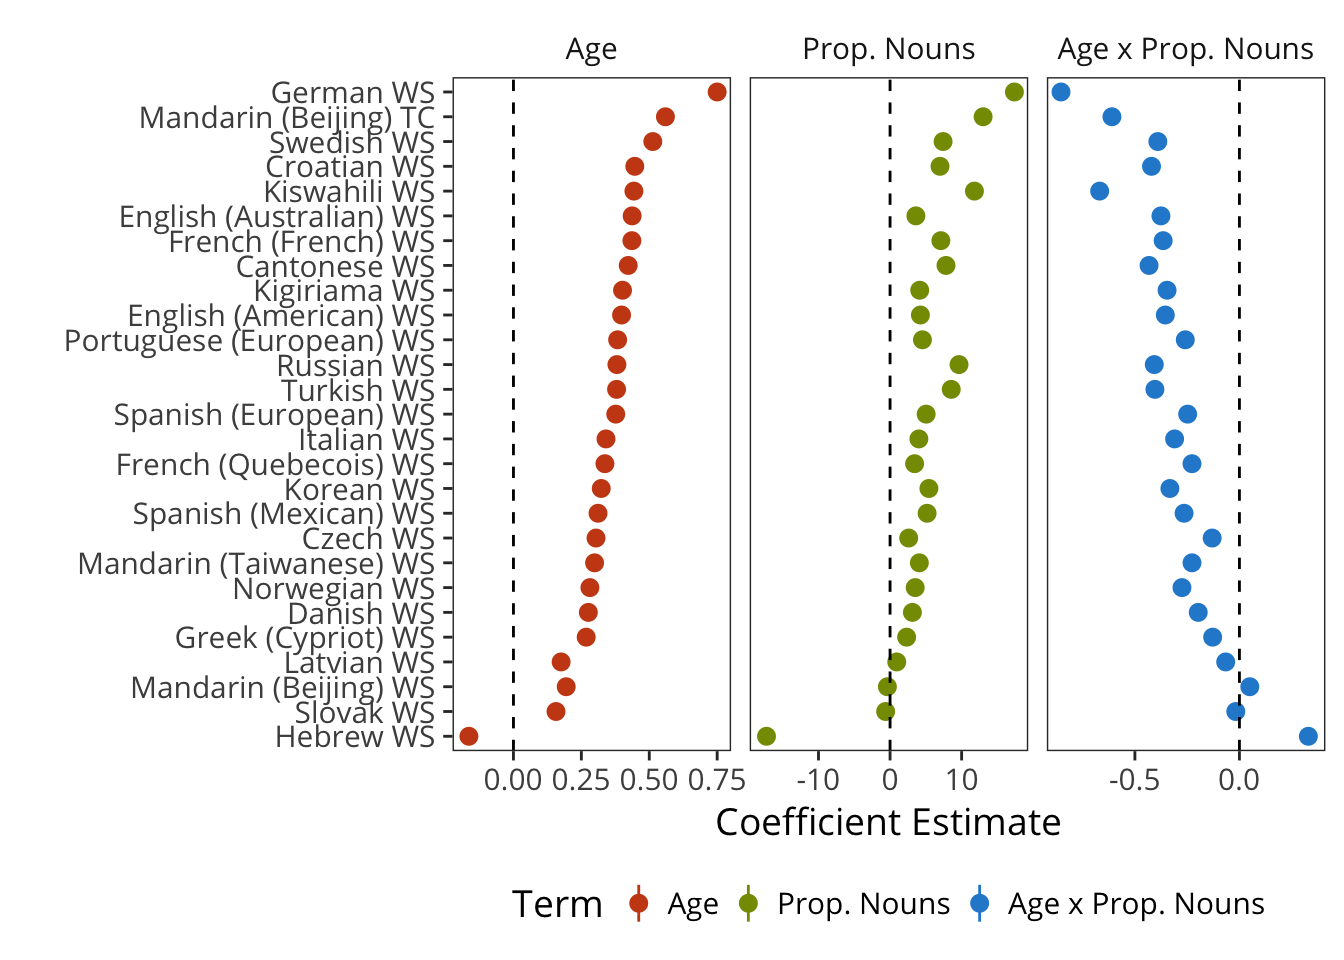 Age Prop. Nouns Age x Prop. Nouns
German WS
Mandarin (Beijing) TC
Swedish WS
Croatian WS
Kiswahili WS
English (Australian) WS
French (French) WS
Cantonese WS
Kigiriama WS
English (American) WS
Portuguese (European) WS
Russian WS
Turkish WS
Spanish (European) WS
Italian WS
French (Quebecois) WS
Korean WS
Spanish (Mexican) WS
Czech WS
Mandarin (Taiwanese) WS
Norwegian WS
Danish WS
Greek (Cypriot) WS
Latvian WS
Mandarin (Beijing) WS
Slovak WS
Hebrew WS
0.00 0.25 0.50 0.75 -10 0 10 -0.5 0.0
Coefficient Estimate
Term Age Prop. Nouns Age x Prop. Nouns